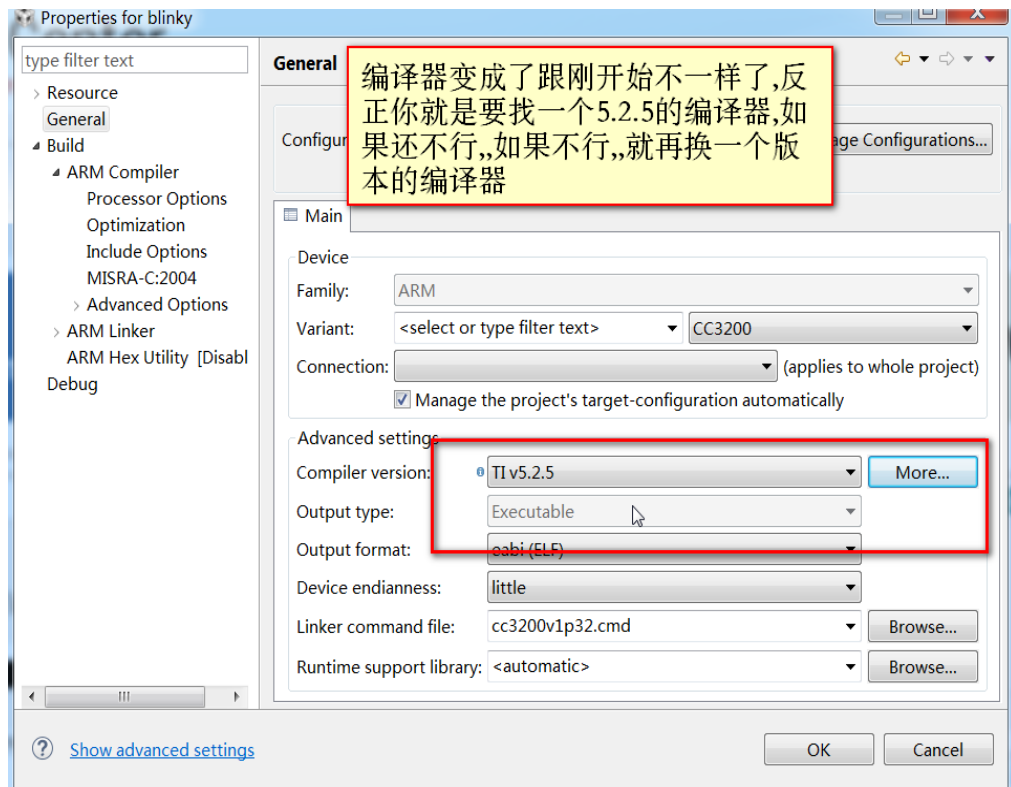 Properties for blinky
type filter text
General
编译器变成了跟刚开始不一样了,反
正你就是要找一个5.2.5的编译器,如
果还不行,,如果不行,,就再换一个版
本的编译器
Resource
General
Build
ARM Compiler
Processor Options
Optimization
Include Options
MISRA-C:2004
Advanced Options
ARM Linker
ARM Hex Utility [Disabl
Debug
Configur
age Configurations...
Main
Device
Family: ARM
Variant: <select or type filter text> CC3200
Connection: (applies to whole project)
Manage the project's target-configuration automatically
Advanced settings
Compiler version: TI v5.2.5 More...
Output type: Executable
Output format: eabi (ELF)
Device endianness: little
Linker command file: cc3200v1p32.cmd Browse...
Runtime support library: <automatic> Browse...
Show advanced settings
OK Cancel